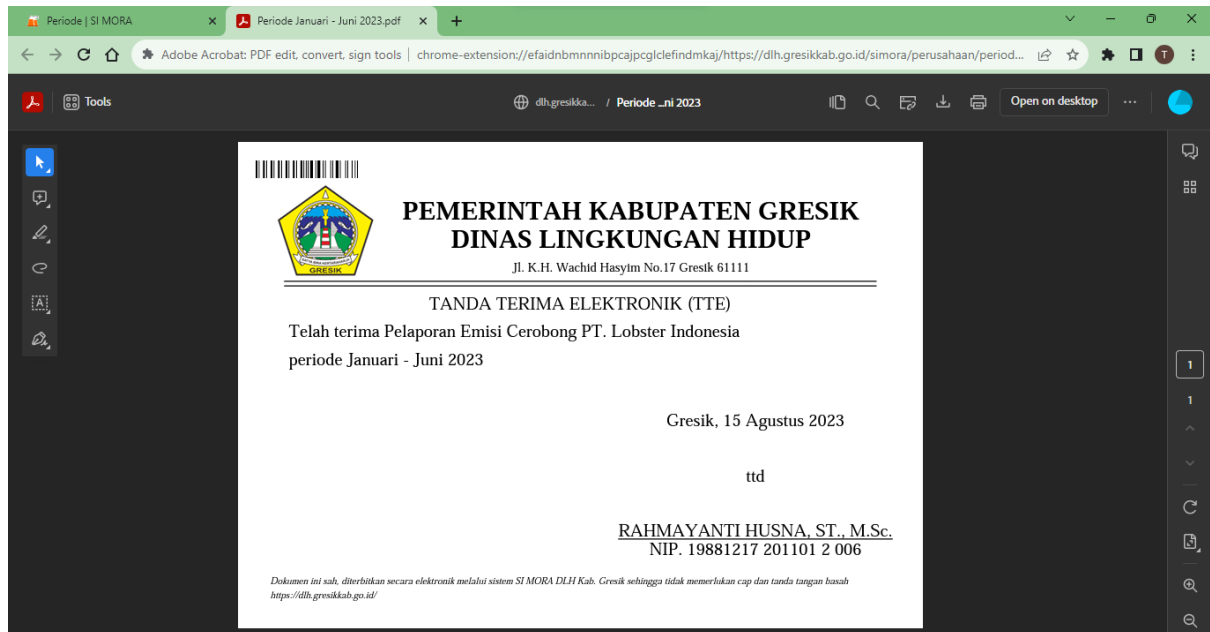 Periode | SI MORA
Periode Januari - Juni 2023.pdf
Adobe Acrobat: PDF edit, convert, sign tools | chrome-extension://efaidnbmnnnibpcajpcglclefindmkaj/https://dlh.gresikkab.go.id/simora/perusahaan/period...
T
Tools
dlh.gresikka... / Periode _ni 2023
Open on desktop
PEMERINTAH KABUPATEN GRESIK
DINAS LINGKUNGAN HIDUP
Jl. K.H. Wachid Hasyim No.17 Gresik 61111
GRESIK
TANDA TERIMA ELEKTRONIK (TTE)
Telah terima Pelaporan Emisi Cerobong PT. Lobster Indonesia
periode Januari - Juni 2023
Gresik, 15 Agustus 2023
ttd
RAHMAYANTI HUSNA, ST., M.Sc.
NIP. 19881217 201101 2 006
Dokumen ini sah, diterbitkan secara elektronik melalui sistem SI MORA DLH Kab. Gresik sehingga tidak memerlukan cap dan tanda tangan basah
https://dlh.gresikkab.go.id/
1
1